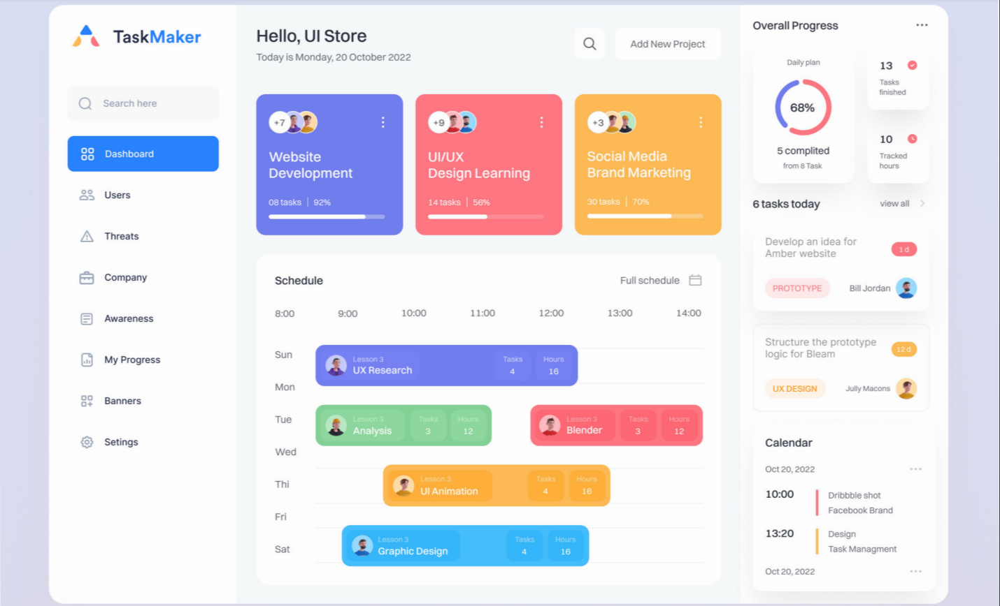 TaskMaker
Search here
Dashboard
Users
Threats
Company
Awareness
My Progress
Banners
Setings
Hello, UI Store
Today is Monday, 20 October 2022
Add New Project
+7
Website
Development
08 tasks | 92%
+9
UI/UX
Design Learning
14 tasks | 56%
+3
Social Media
Brand Marketing
30 tasks | 70%
Schedule
Full schedule
8:00 9:00 10:00 11:00 12:00 13:00 14:00
Sun
Lesson 3
UX Research
Tasks
4
Hours
16
Mon
Tue
Lesson 3
Analysis
Tasks
3
Hours
12
Lesson 3
Blender
Tasks
3
Hours
12
Wed
Thi
Lesson 3
UI Animation
Tasks
4
Hours
16
Fri
Sat
Lesson 3
Graphic Design
Tasks
4
Hours
16
Overall Progress
Daily plan
68%
5 complited
from 8 Task
13
Tasks
finished
10
Tracked
hours
6 tasks today
view all
Develop an idea for
Amber website
1 d
PROTOTYPE
Bill Jordan
Structure the prototype
logic for Bleam
12 d
UX DESIGN
Jully Macons
Calendar
Oct 20, 2022
10:00
Dribbble shot
Facebook Brand
13:20
Design
Task Managment
Oct 20, 2022